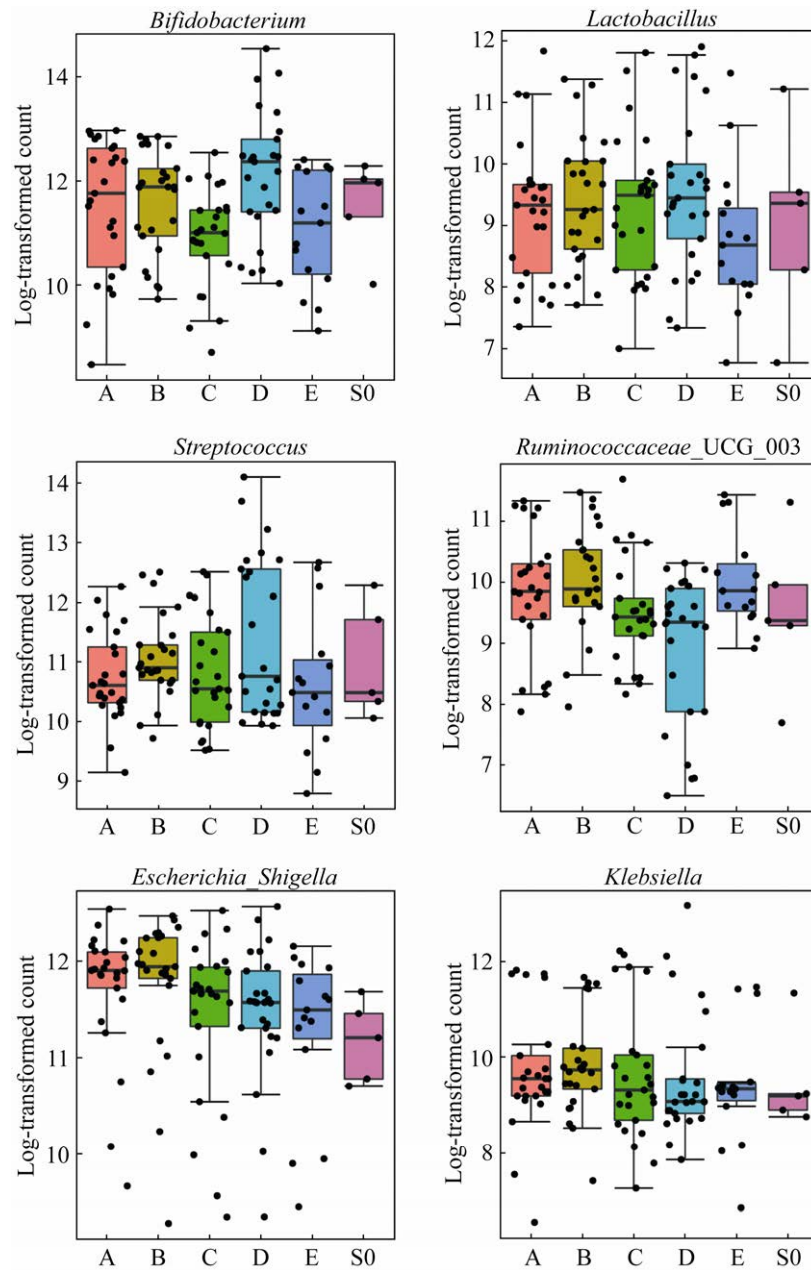 Bifidobacterium
Lactobacillus
Log-transformed count
14
12
10
A B C D E S0
Log-transformed count
12
11
10
9
8
7
A B C D E S0
Streptococcus
Ruminococcaceae_UCG_003
Log-transformed count
14
13
12
11
10
9
A B C D E S0
Log-transformed count
11
10
9
8
7
A B C D E S0
Escherichia_Shigella
Klebsiella
Log-transformed count
12
11
10
A B C D E S0
Log-transformed count
12
10
8
A B C D E S0